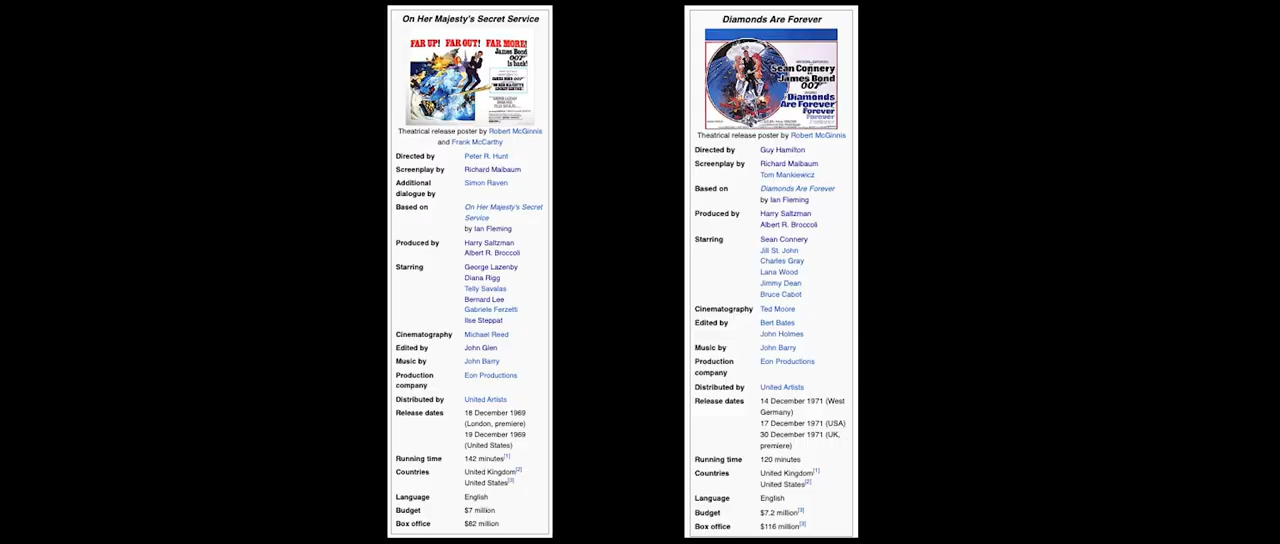 On Her Majesty's Secret Service
FAR UP! FAR OUT! FAR MORE!
James Bond
007
is back!
Theatrical release poster by Robert McGinnis
and Frank McCarthy
Directed by Peter R. Hunt
Screenplay by Richard Maibaum
Additional Simon Raven
dialogue by
Based on On Her Majesty's Secret
Service
by Ian Fleming
Produced by Harry Saltzman
Albert R. Broccoli
Starring George Lazenby
Diana Rigg
Telly Savalas
Bernard Lee
Gabriele Ferzetti
Ilse Steppat
Cinematography Michael Reed
Edited by John Glen
Music by John Barry
Production Eon Productions
company
Distributed by United Artists
Release dates 18 December 1969
(London, premiere)
19 December 1969
(United States)
Running time 142 minutes[1]
Countries United Kingdom[2]
United States[3]
Language English
Budget $7 million
Box office $82 million
Diamonds Are Forever
Sean Connery
James Bond
007
Diamonds
Are Forever
Forever
Forever
Theatrical release poster by Robert McGinnis
Directed by Guy Hamilton
Screenplay by Richard Maibaum
Tom Mankiewicz
Based on Diamonds Are Forever
by Ian Fleming
Produced by Harry Saltzman
Albert R. Broccoli
Starring Sean Connery
Jill St. John
Charles Gray
Lana Wood
Jimmy Dean
Bruce Cabot
Cinematography Ted Moore
Edited by Bert Bates
John Holmes
Music by John Barry
Production Eon Productions
company
Distributed by United Artists
Release dates 14 December 1971 (West
Germany)
17 December 1971 (USA)
30 December 1971 (UK,
premiere)
Running time 120 minutes
Countries United Kingdom[1]
United States[2]
Language English
Budget $7.2 million[3]
Box office $116 million[3]